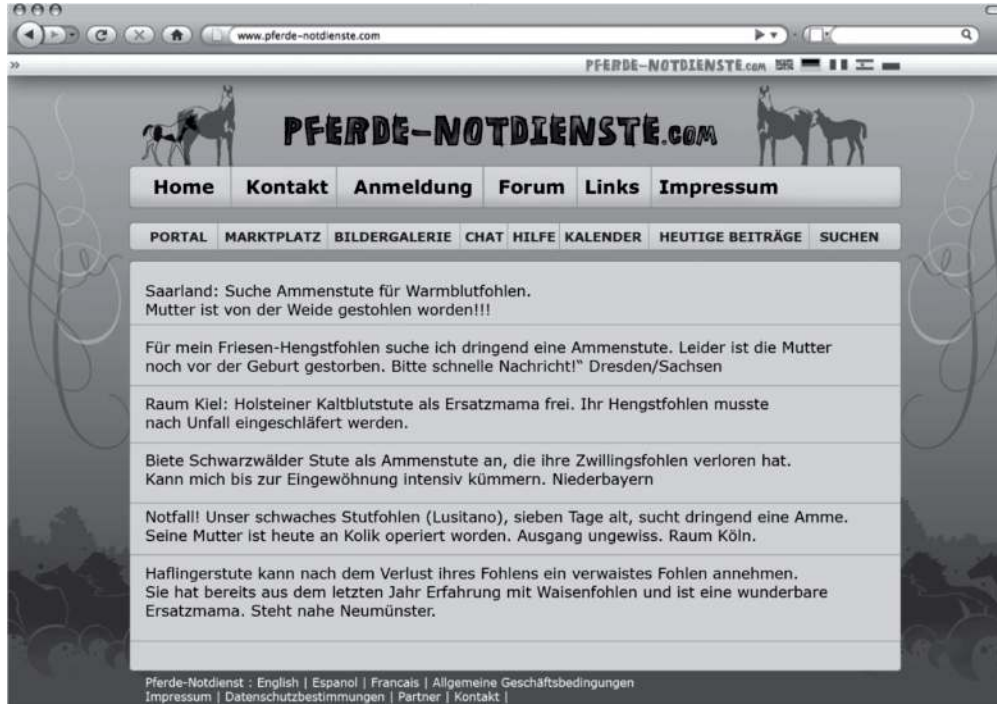 www.pferde-notdienste.com
»
PFERDE-NOTDIENSTE.com
PFERDE-NOTDIENSTE.com
Home Kontakt Anmeldung Forum Links Impressum
PORTAL MARKTPLATZ BILDERGALERIE CHAT HILFE KALENDER HEUTIGE BEITRÄGE SUCHEN
Saarland: Suche Ammenstute für Warmblutfohlen.
Mutter ist von der Weide gestohlen worden!!!
Für mein Friesen-Hengstfohlen suche ich dringend eine Ammenstute. Leider ist die Mutter
noch vor der Geburt gestorben. Bitte schnelle Nachricht!“ Dresden/Sachsen
Raum Kiel: Holsteiner Kaltblutstute als Ersatzmama frei. Ihr Hengstfohlen musste
nach Unfall eingeschläfert werden.
Biete Schwarzwälder Stute als Ammenstute an, die ihre Zwillingsfohlen verloren hat.
Kann mich bis zur Eingewöhnung intensiv kümmern. Niederbayern
Notfall! Unser schwaches Stutfohlen (Lusitano), sieben Tage alt, sucht dringend eine Amme.
Seine Mutter ist heute an Kolik operiert worden. Ausgang ungewiss. Raum Köln.
Haflingerstute kann nach dem Verlust ihres Fohlens ein verwaistes Fohlen annehmen.
Sie hat bereits aus dem letzten Jahr Erfahrung mit Waisenfohlen und ist eine wunderbare
Ersatzmama. Steht nahe Neumünster.
Pferde-Notdienst : English | Espanol | Francais | Allgemeine Geschäftsbedingungen
Impressum | Datenschutzbestimmungen | Partner | Kontakt |